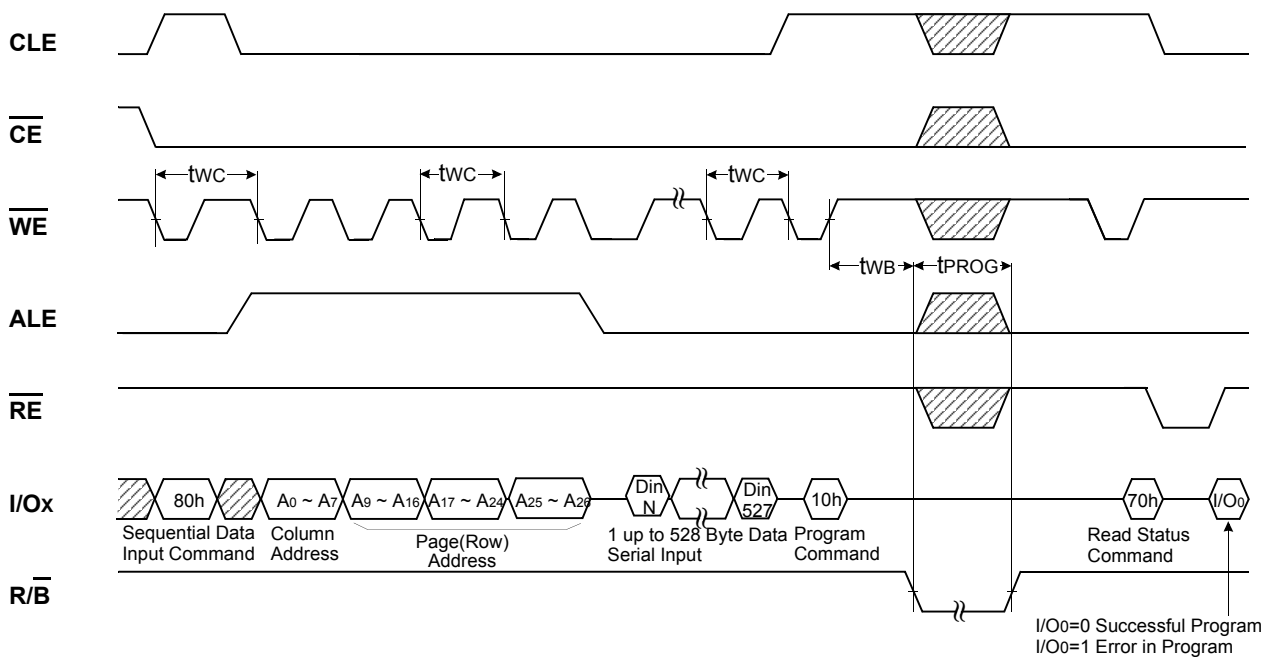 CLE
CE
tWC
tWC
tWC
WE
tWB
tPROG
ALE
RE
I/Ox
80h
A0 ~ A7
A9 ~ A16
A17 ~ A24
A25 ~ A26
Din
N
Din
527
10h
70h
I/O0
Sequential Data
Input Command
Column
Address
Page(Row)
Address
1 up to 528 Byte Data
Serial Input
Program
Command
Read Status
Command
R/B
I/O0=0 Successful Program
I/O0=1 Error in Program